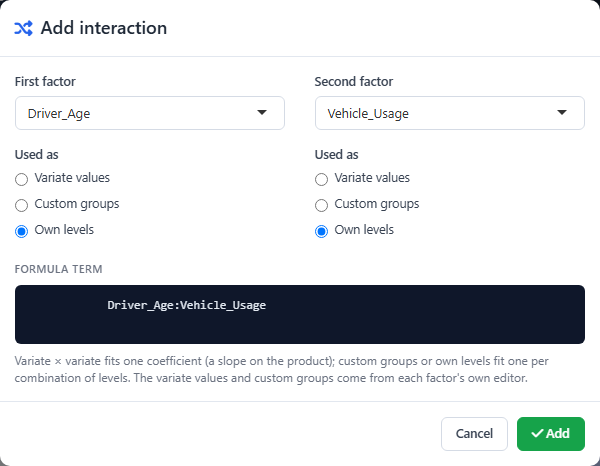 Add interaction
First factor Second factor
Driver_Age Vehicle_Usage
Used as Used as
Variate values Variate values
Custom groups Custom groups
Own levels Own levels
FORMULA TERM
Driver_Age:Vehicle_Usage
Variate × variate fits one coefficient (a slope on the product); custom groups or own levels fit one per
combination of levels. The variate values and custom groups come from each factor's own editor.
Cancel Add